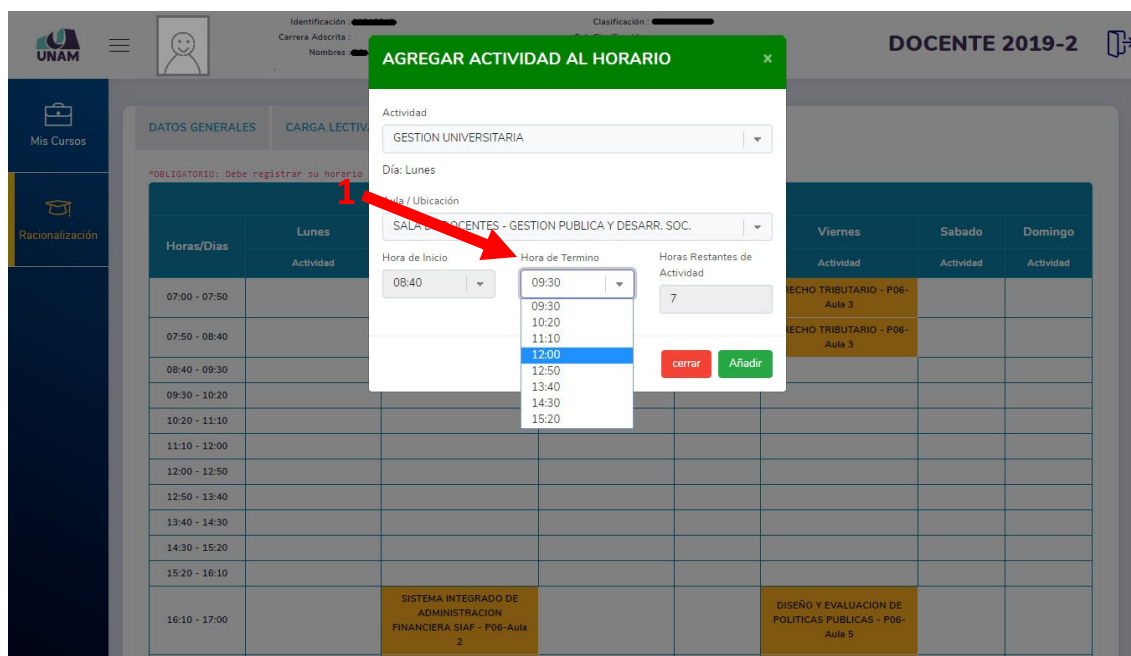 UNAM
Identificación :
Carrera Adscrita :
Nombres :
Clasificación :
DOCENTE 2019-2
Mis Cursos
Racionalización
DATOS GENERALES
CARGA LECTIV
*OBLIGATORIO: Debe registrar su horario
AGREGAR ACTIVIDAD AL HORARIO
x
Actividad
GESTION UNIVERSITARIA
Día: Lunes
1
Aula / Ubicación
SALA DOCENTES - GESTION PUBLICA Y DESARR. SOC.
Hora de Inicio
Hora de Termino
Horas Restantes de
Actividad
08:40
09:30
7
09:30
10:20
11:10
12:00
12:50
13:40
14:30
15:20
cerrar
Añadir
Horas/Dias
Lunes
Viernes
Sabado
Domingo
Actividad
Actividad
Actividad
Actividad
07:00 - 07:50
RECHO TRIBUTARIO - P06-
Aula 3
07:50 - 08:40
RECHO TRIBUTARIO - P06-
Aula 3
08:40 - 09:30
09:30 - 10:20
10:20 - 11:10
11:10 - 12:00
12:00 - 12:50
12:50 - 13:40
13:40 - 14:30
14:30 - 15:20
15:20 - 16:10
16:10 - 17:00
SISTEMA INTEGRADO DE
ADMINISTRACION
FINANCIERA SIAF - P06-Aula
2
DISEÑO Y EVALUACION DE
POLITICAS PUBLICAS - P06-
Aula 5